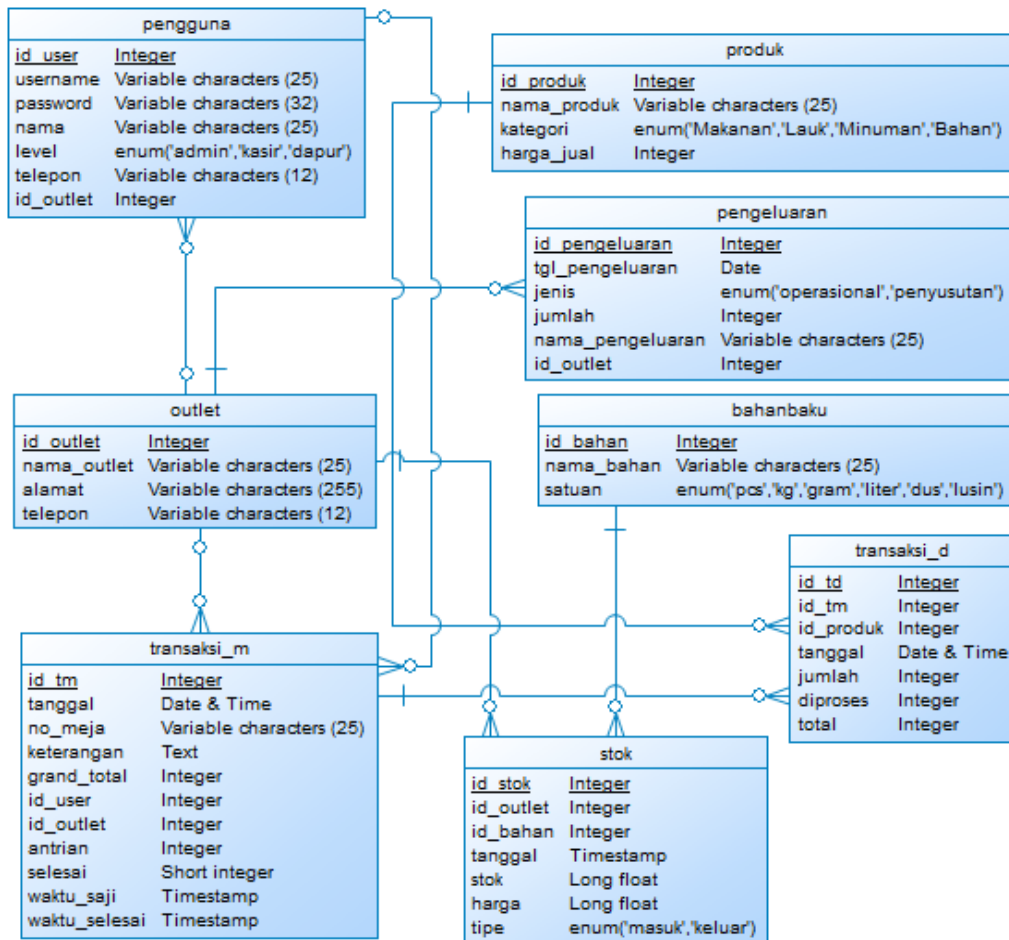 pengguna
id_user Integer
username Variable characters (25)
password Variable characters (32)
nama Variable characters (25)
level enum('admin','kasir','dapur')
telepon Variable characters (12)
id_outlet Integer
produk
id_produk Integer
nama_produk Variable characters (25)
kategori enum('Makanan','Lauk','Minuman','Bahan')
harga_jual Integer
pengeluaran
id_pengeluaran Integer
tgl_pengeluaran Date
jenis enum('operasional','penyusutan')
jumlah Integer
nama_pengeluaran Variable characters (25)
id_outlet Integer
outlet
id_outlet Integer
nama_outlet Variable characters (25)
alamat Variable characters (255)
telepon Variable characters (12)
bahanbaku
id_bahan Integer
nama_bahan Variable characters (25)
satuan enum('pcs','kg','gram','liter','dus','lusin')
transaksi_d
id_td Integer
id_tm Integer
id_produk Integer
tanggal Date & Time
jumlah Integer
diproses Integer
total Integer
transaksi_m
id_tm Integer
tanggal Date & Time
no_meja Variable characters (25)
keterangan Text
grand_total Integer
id_user Integer
id_outlet Integer
antrian Integer
selesai Short integer
waktu_saji Timestamp
waktu_selesai Timestamp
stok
id_stok Integer
id_outlet Integer
id_bahan Integer
tanggal Timestamp
stok Long float
harga Long float
tipe enum('masuk','keluar')